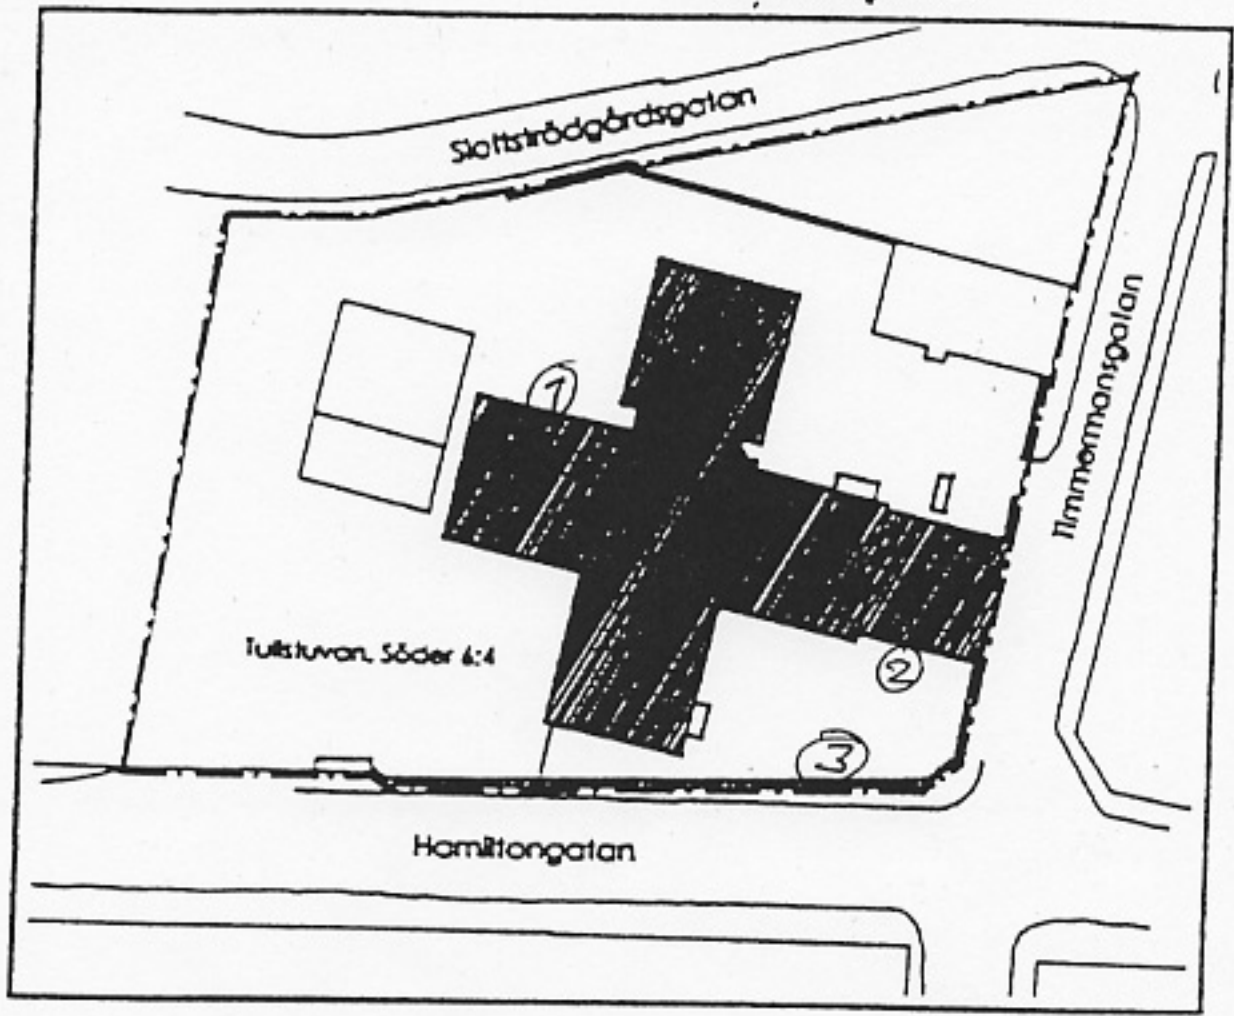 Slottsträdgårdsgatan
Timmermansgatan
1
Tullstuvan, Söder 6:4
2
3
Hamiltongatan